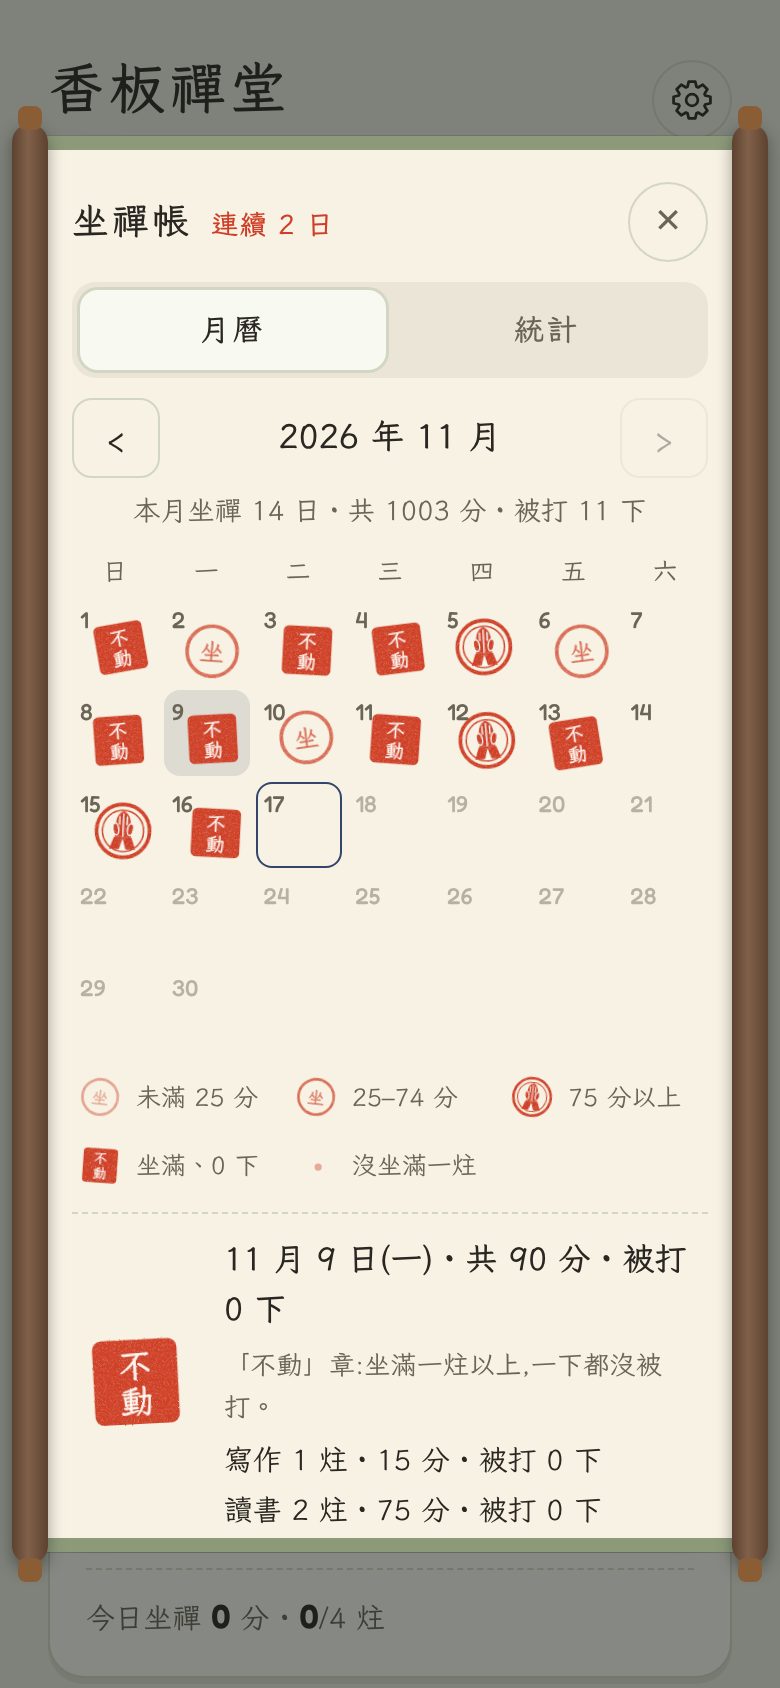 香板禪堂
坐禪帳 連續 2 日
✕
月曆 統計
< 2026 年 11 月 >
本月坐禪 14 日・共 1003 分・被打 11 下
日 一 二 三 四 五 六
1 不動 2 坐 3 不動 4 不動 5 6 坐 7
8 不動 9 不動 10 坐 11 不動 12 13 不動 14
15 16 不動 17 18 19 20 21
22 23 24 25 26 27 28
29 30
坐 未滿 25 分 坐 25–74 分 75 分以上
不動 坐滿、0 下 沒坐滿一炷
11 月 9 日(一)・共 90 分・被打
0 下
不動
「不動」章:坐滿一炷以上,一下都沒被
打。
寫作 1 炷・15 分・被打 0 下
讀書 2 炷・75 分・被打 0 下
今日坐禪 0 分・0/4 炷